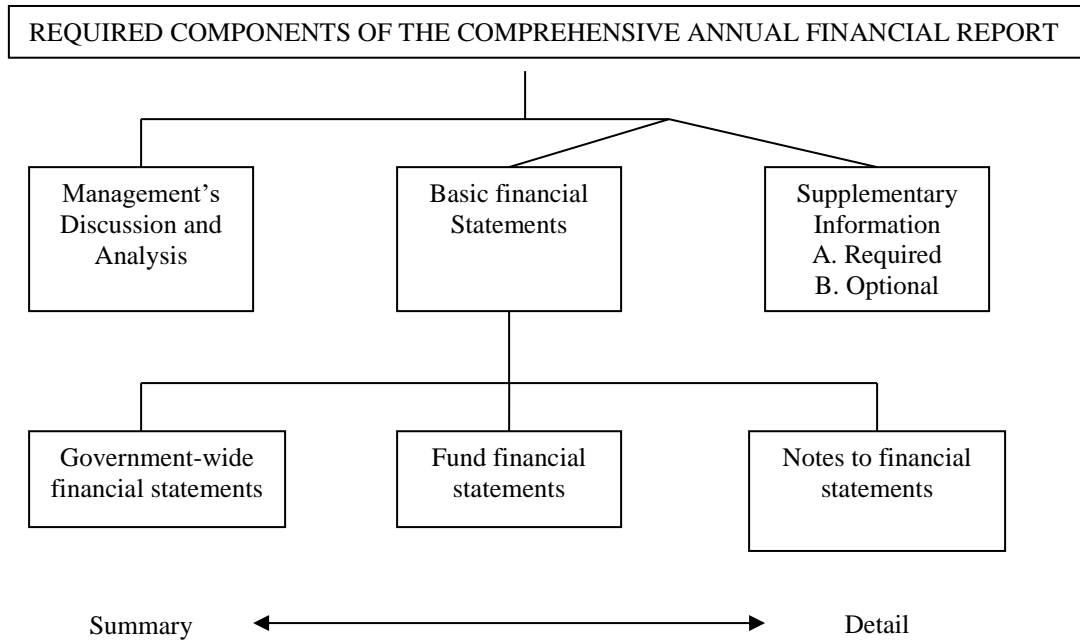 REQUIRED COMPONENTS OF THE COMPREHENSIVE ANNUAL FINANCIAL REPORT
Management’s
Discussion and
Analysis
Basic financial
Statements
Supplementary
Information
A. Required
B. Optional
Government-wide
financial statements
Fund financial
statements
Notes to financial
statements
Summary
Detail